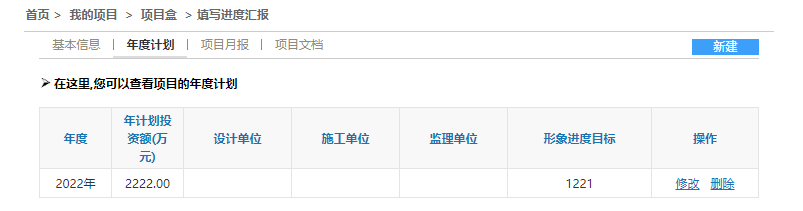 首页 > 我的项目 > 项目盒 >填写进度汇报
基本信息 | 年度计划 | 项目月报 | 项目文档 新建
➢ 在这里,您可以查看项目的年度计划
年度 年计划投资额(万元) 设计单位 施工单位 监理单位 形象进度目标 操作
2022年 2222.00 1221 修改 删除